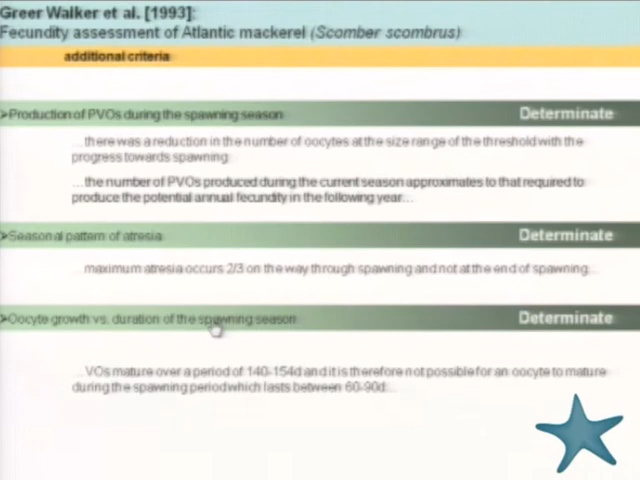 Greer Walker et al. [1993]:
Fecundity assessment of Atlantic mackerel (Scomber scombrus)
additional criteria
➢Production of PVOs during the spawning season
Determinate
...there was a reduction in the number of oocytes at the size range of the threshold with the
progress towards spawning
...the number of PVOs produced during the current season approximates to that required to
produce the potential annual fecundity in the following year...
➢Seasonal pattern of atresia
Determinate
...maximum atresia occurs 2/3 on the way through spawning and not at the end of spawning...
➢Oocyte growth vs. duration of the spawning season
Determinate
...VOs mature over a period of 140-154d and it is therefore not possible for an oocyte to mature
during the spawning period which lasts between 60-90d...